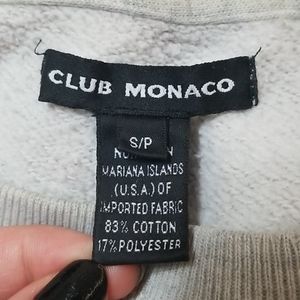 CLUB MONACO
S/P
MARIANA ISLANDS
(U.S.A.) OF
IMPORTED FABRIC
83% COTTON
17% POLYESTER